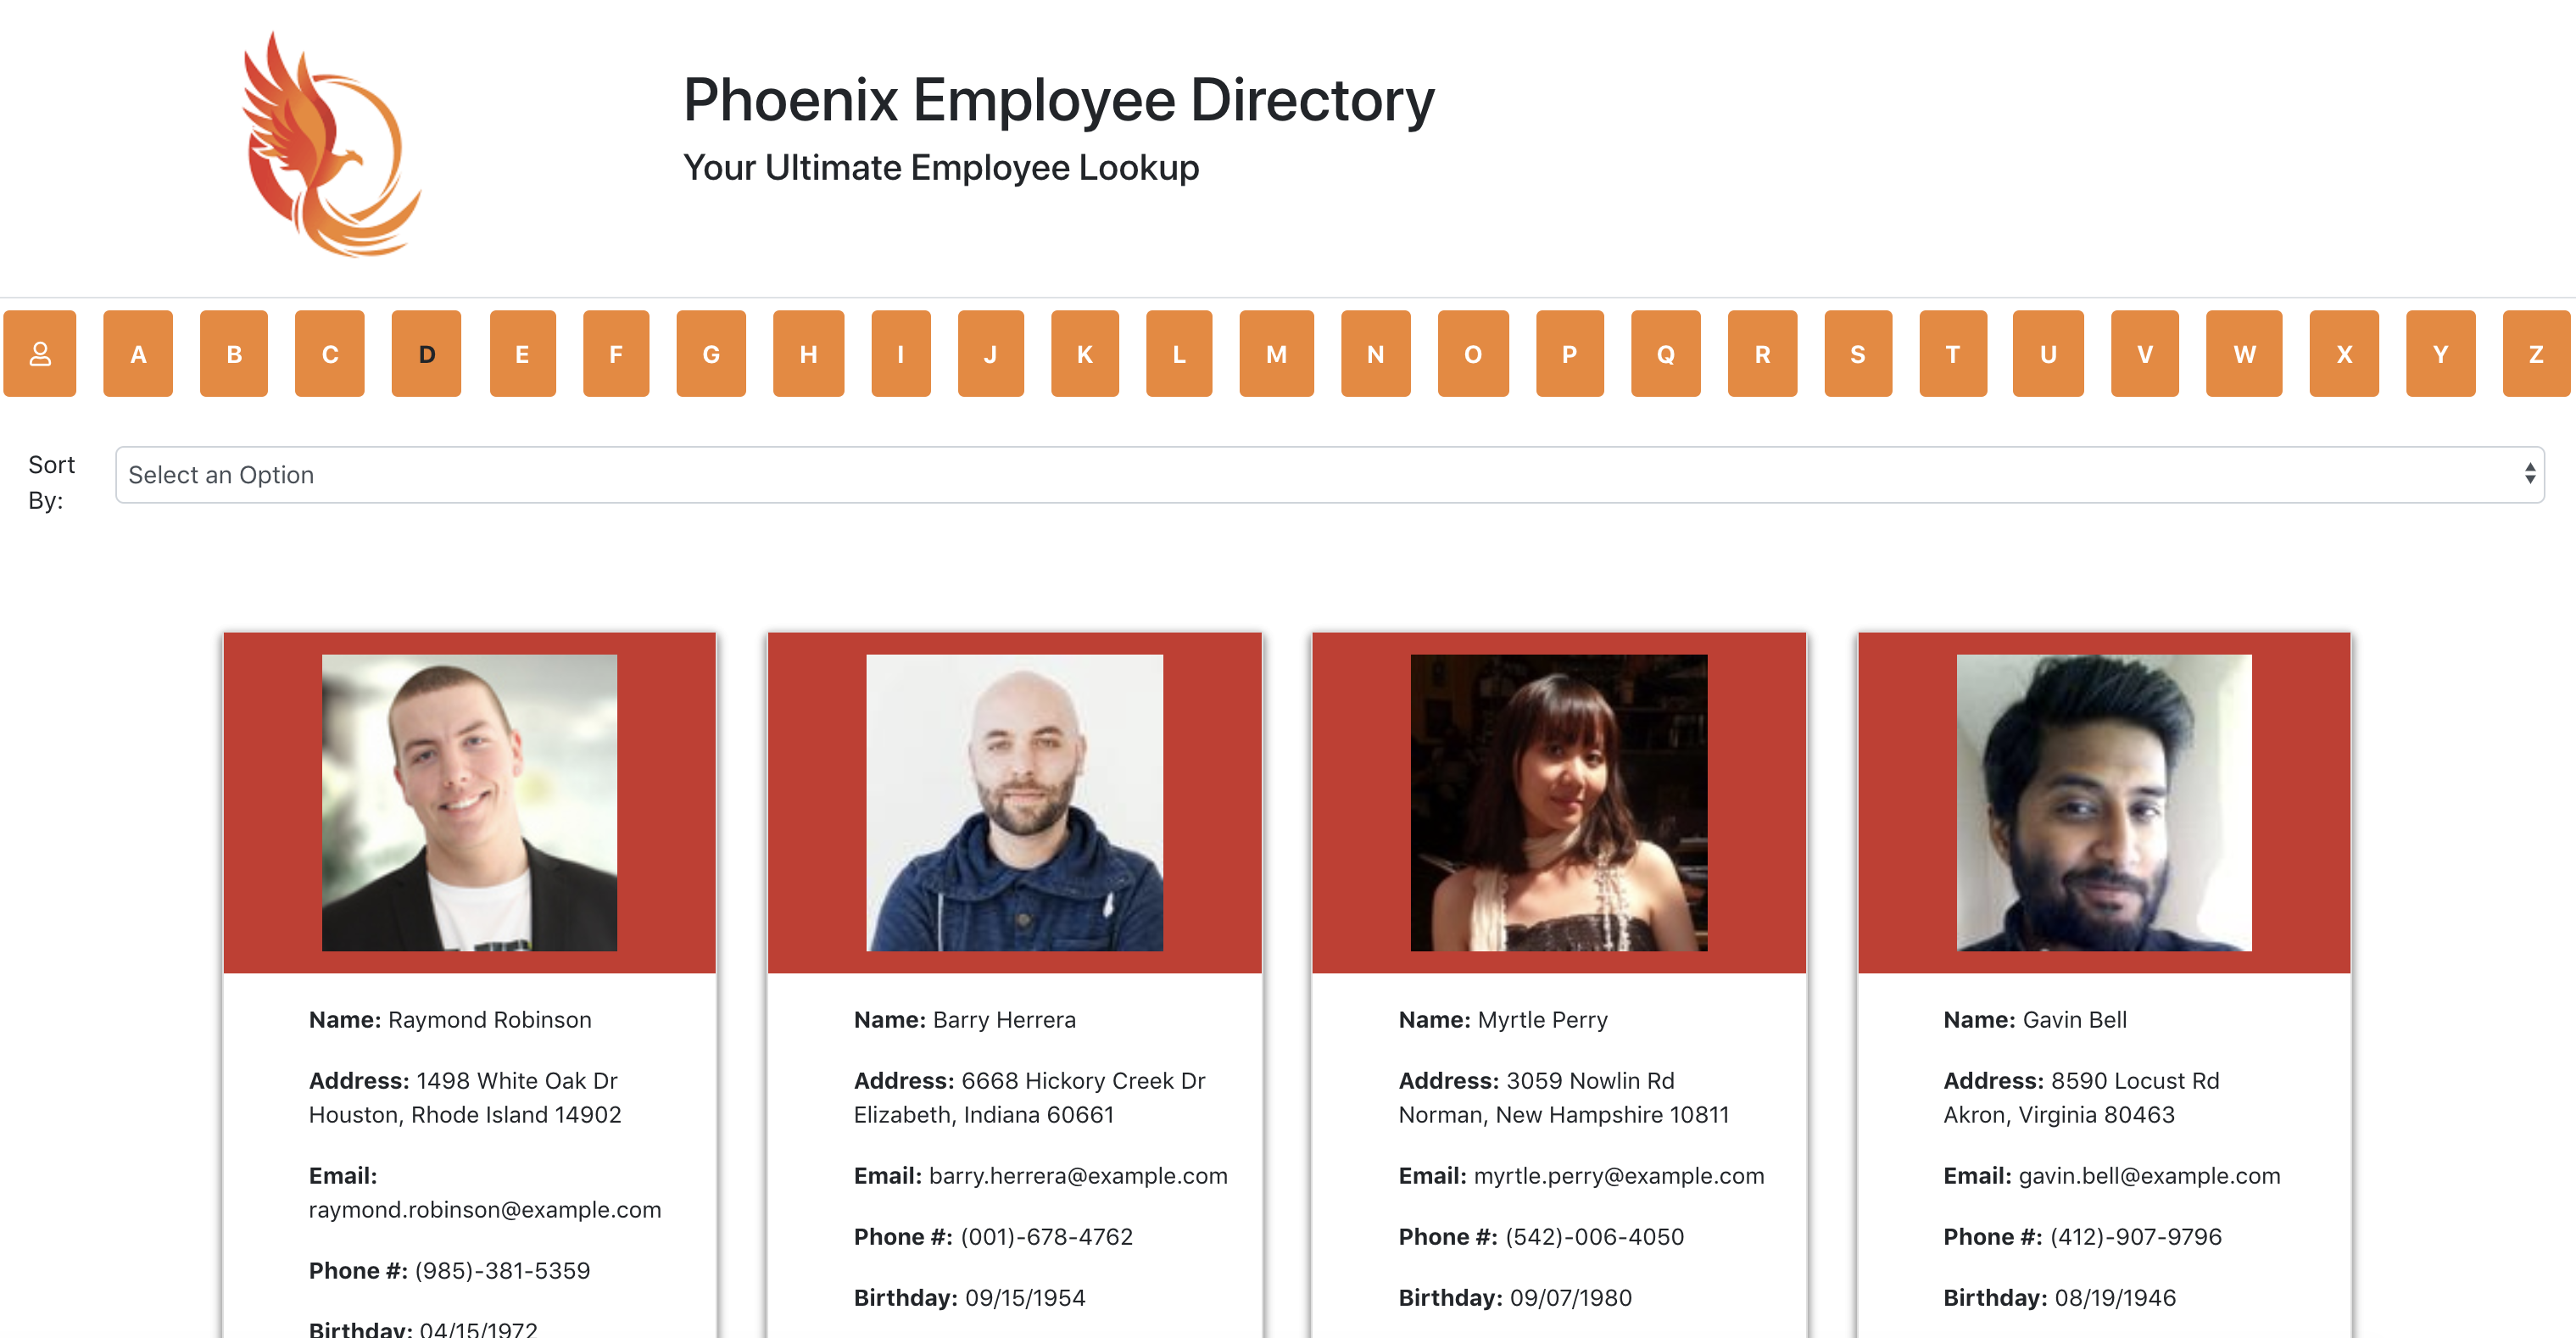 Phoenix Employee Directory
Your Ultimate Employee Lookup
A B C D E F G H I J K L M N O P Q R S T U V W X Y Z
Sort
By:
Select an Option
Name: Raymond Robinson
Address: 1498 White Oak Dr
Houston, Rhode Island 14902
Email:
raymond.robinson@example.com
Phone #: (985)-381-5359
Birthday: 04/15/1972
Name: Barry Herrera
Address: 6668 Hickory Creek Dr
Elizabeth, Indiana 60661
Email: barry.herrera@example.com
Phone #: (001)-678-4762
Birthday: 09/15/1954
Name: Myrtle Perry
Address: 3059 Nowlin Rd
Norman, New Hampshire 10811
Email: myrtle.perry@example.com
Phone #: (542)-006-4050
Birthday: 09/07/1980
Name: Gavin Bell
Address: 8590 Locust Rd
Akron, Virginia 80463
Email: gavin.bell@example.com
Phone #: (412)-907-9796
Birthday: 08/19/1946